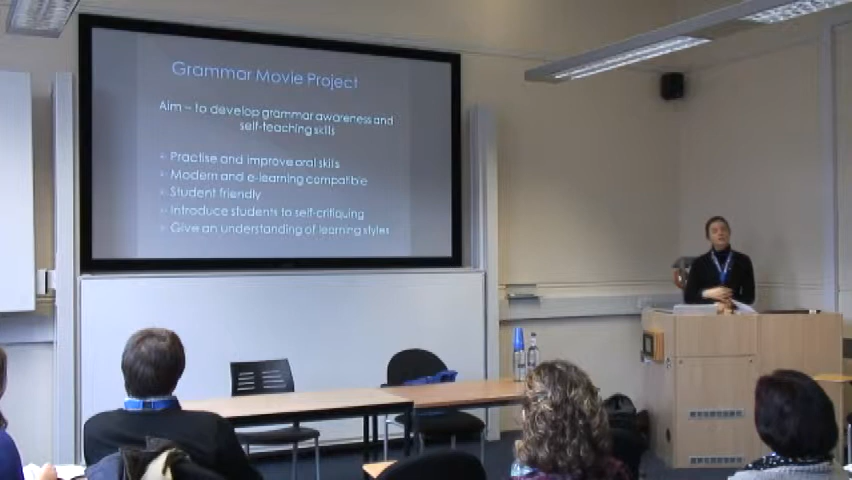 Grammar Movie Project
Aim – to develop grammar awareness and
self-teaching skills
Practise and improve oral skills
Modern and e-learning compatible
Student friendly
Introduce students to self-critiquing
Give an understanding of learning styles